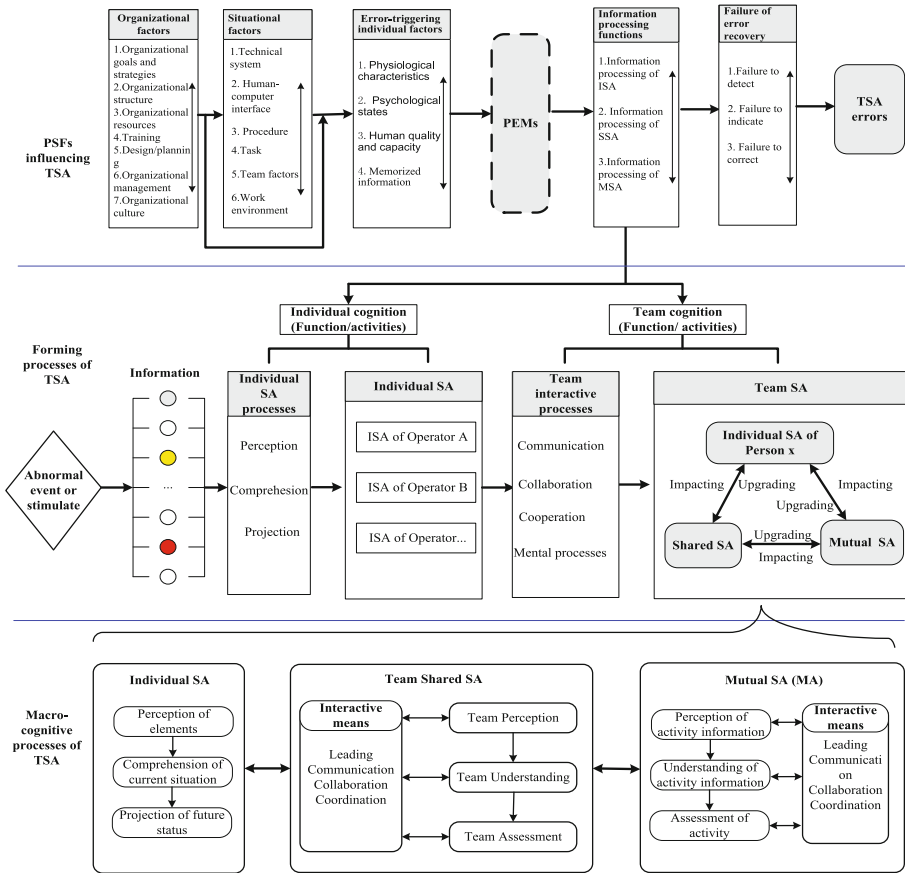 PSFs
influencing
TSA
Organizational
factors
1.Organizational
goals and
strategies
2.Organizational
structure
3.Organizational
resources
4.Training
5.Design/plannin
g
6.Organizational
management
7.Organizational
culture
Situational
factors
1.Technical
system
2. Human-
computer
interface
3. Procedure
4.Task
5.Team factors
6.Work
environment
Error-triggering
individual factors
1. Physiological
characteristics
2. Psychological
states
3. Human quality
and capacity
4. Memorized
information
PEMs
Information
processing
functions
1.Information
processing of
ISA
2. Information
processing of
SSA
3.Information
processing of
MSA
Failure of
error
recovery
1.Failure to
detect
2. Failure to
indicate
3. Failure to
correct
TSA
errors
Individual cognition
(Function/activities)
Team cognition
(Function/ activities)
Forming
processes of
TSA
Abnormal
event or
stimulate
Information
...
Individual
SA
processes
Perception
Comprehesion
Projection
Individual SA
ISA of Operator A
ISA of Operator B
ISA of Operator...
Team
interactive
processes
Communication
Collaboration
Cooperation
Mental processes
Team SA
Individual SA of
Person x
Impacting
Upgrading
Impacting
Upgrading
Shared SA
Upgrading
Impacting
Mutual SA
Macro-
cognitive
processes of
TSA
Individual SA
Perception of
elements
Comprehension of
current situation
Projection of future
status
Team Shared SA
Interactive
means
Leading
Communication
Collaboration
Coordination
Team Perception
Team Understanding
Team Assessment
Mutual SA (MA)
Perception of
activity information
Understanding of
activity information
Assessment of
activity
Interactive
means
Leading
Communicati
on
Collaboration
Coordination